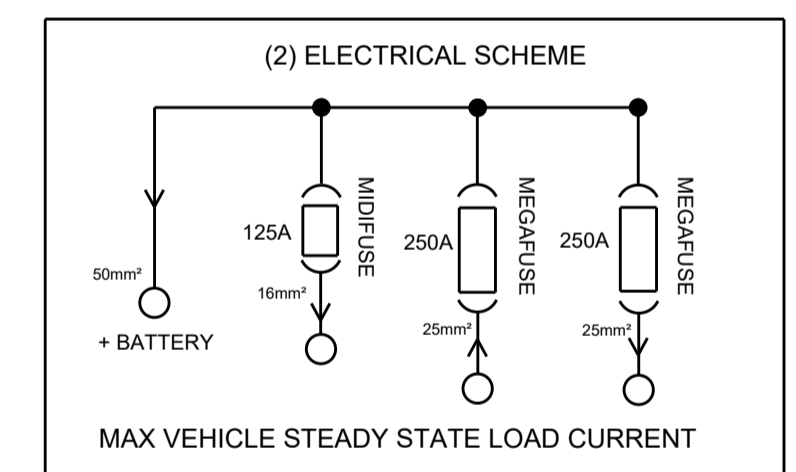 (2) ELECTRICAL SCHEME
50mm²
+ BATTERY
125A
MIDIFUSE
16mm²
250A
MEGAFUSE
25mm²
250A
MEGAFUSE
25mm²
MAX VEHICLE STEADY STATE LOAD CURRENT